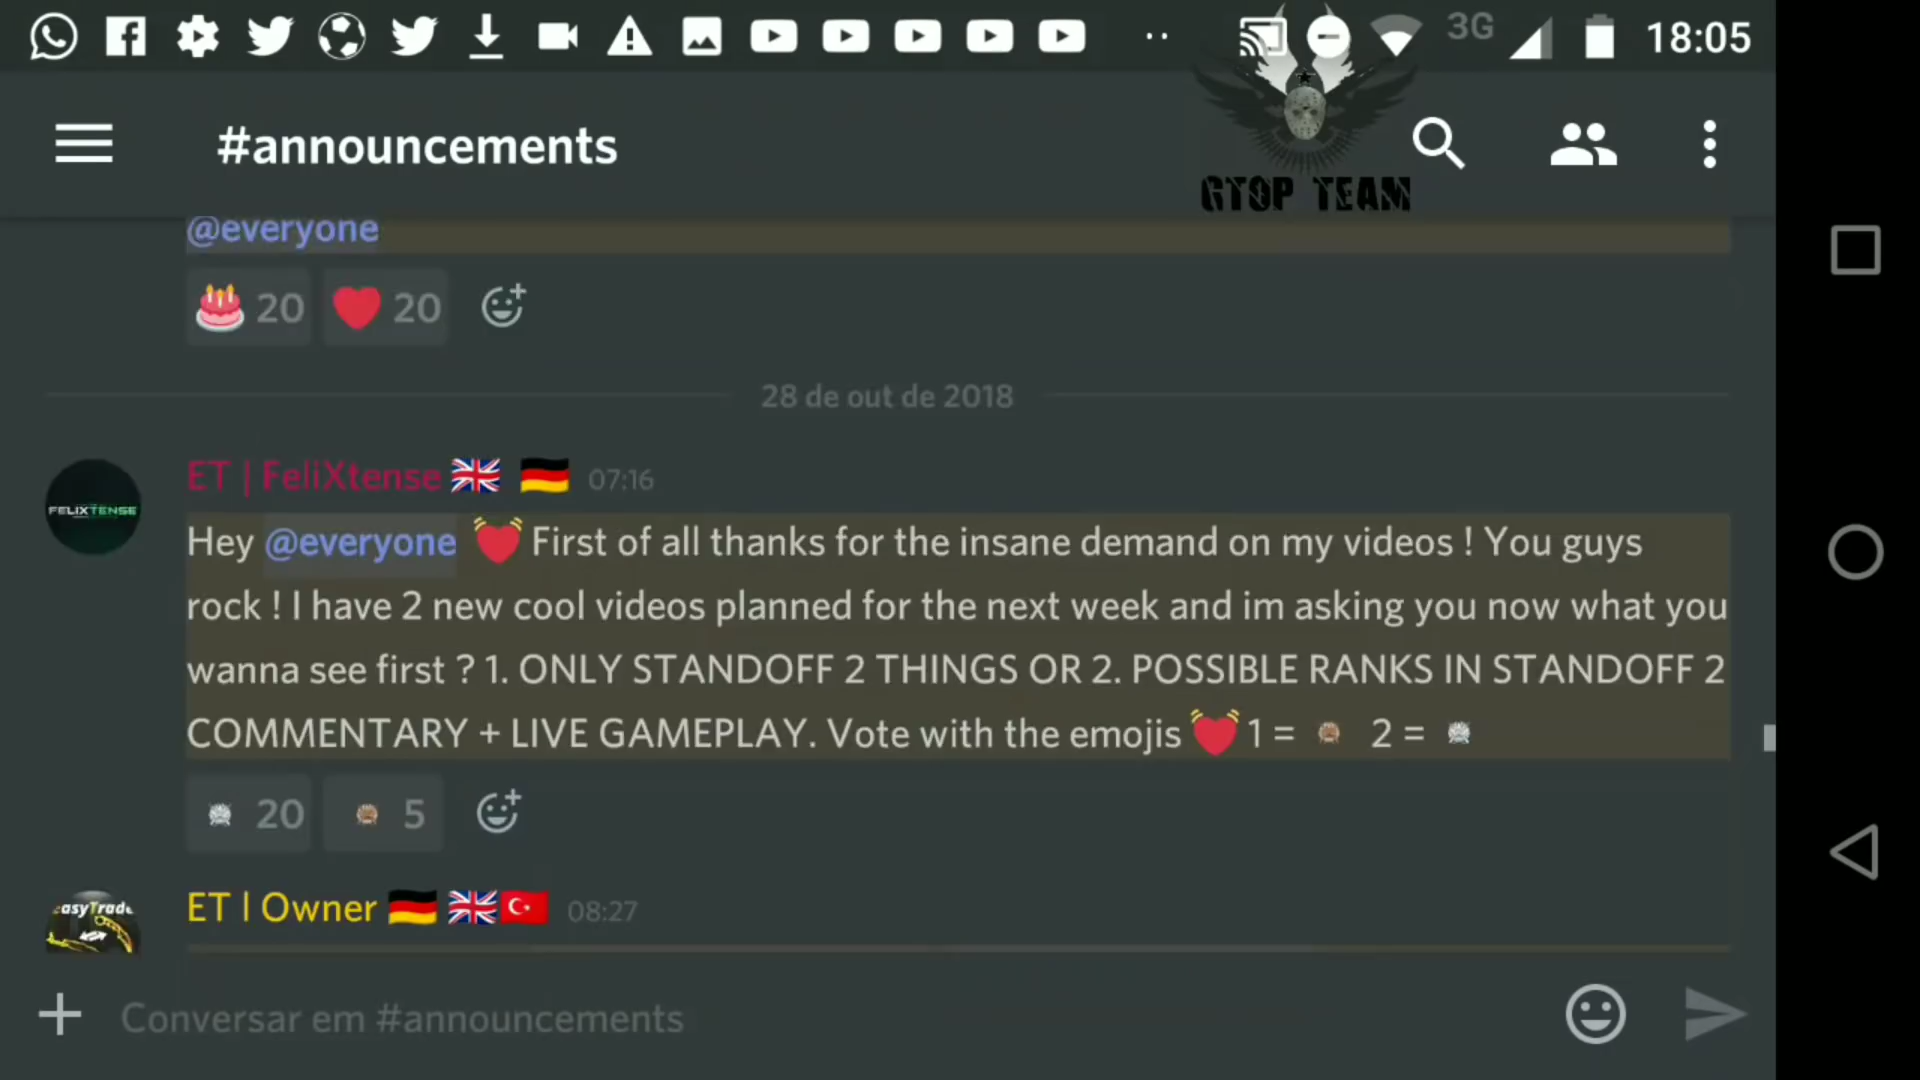 3G 18:05
#announcements
GTOP TEAM
@everyone
20 20
28 de out de 2018
ET | FeliXtense 07:16
FELIXTENSE
Hey @everyone First of all thanks for the insane demand on my videos ! You guys
rock ! I have 2 new cool videos planned for the next week and im asking you now what you
wanna see first ? 1. ONLY STANDOFF 2 THINGS OR 2. POSSIBLE RANKS IN STANDOFF 2
COMMENTARY + LIVE GAMEPLAY. Vote with the emojis 1 = 2 =
20 5
ET | Owner 08:27
asyTrade
Conversar em #announcements